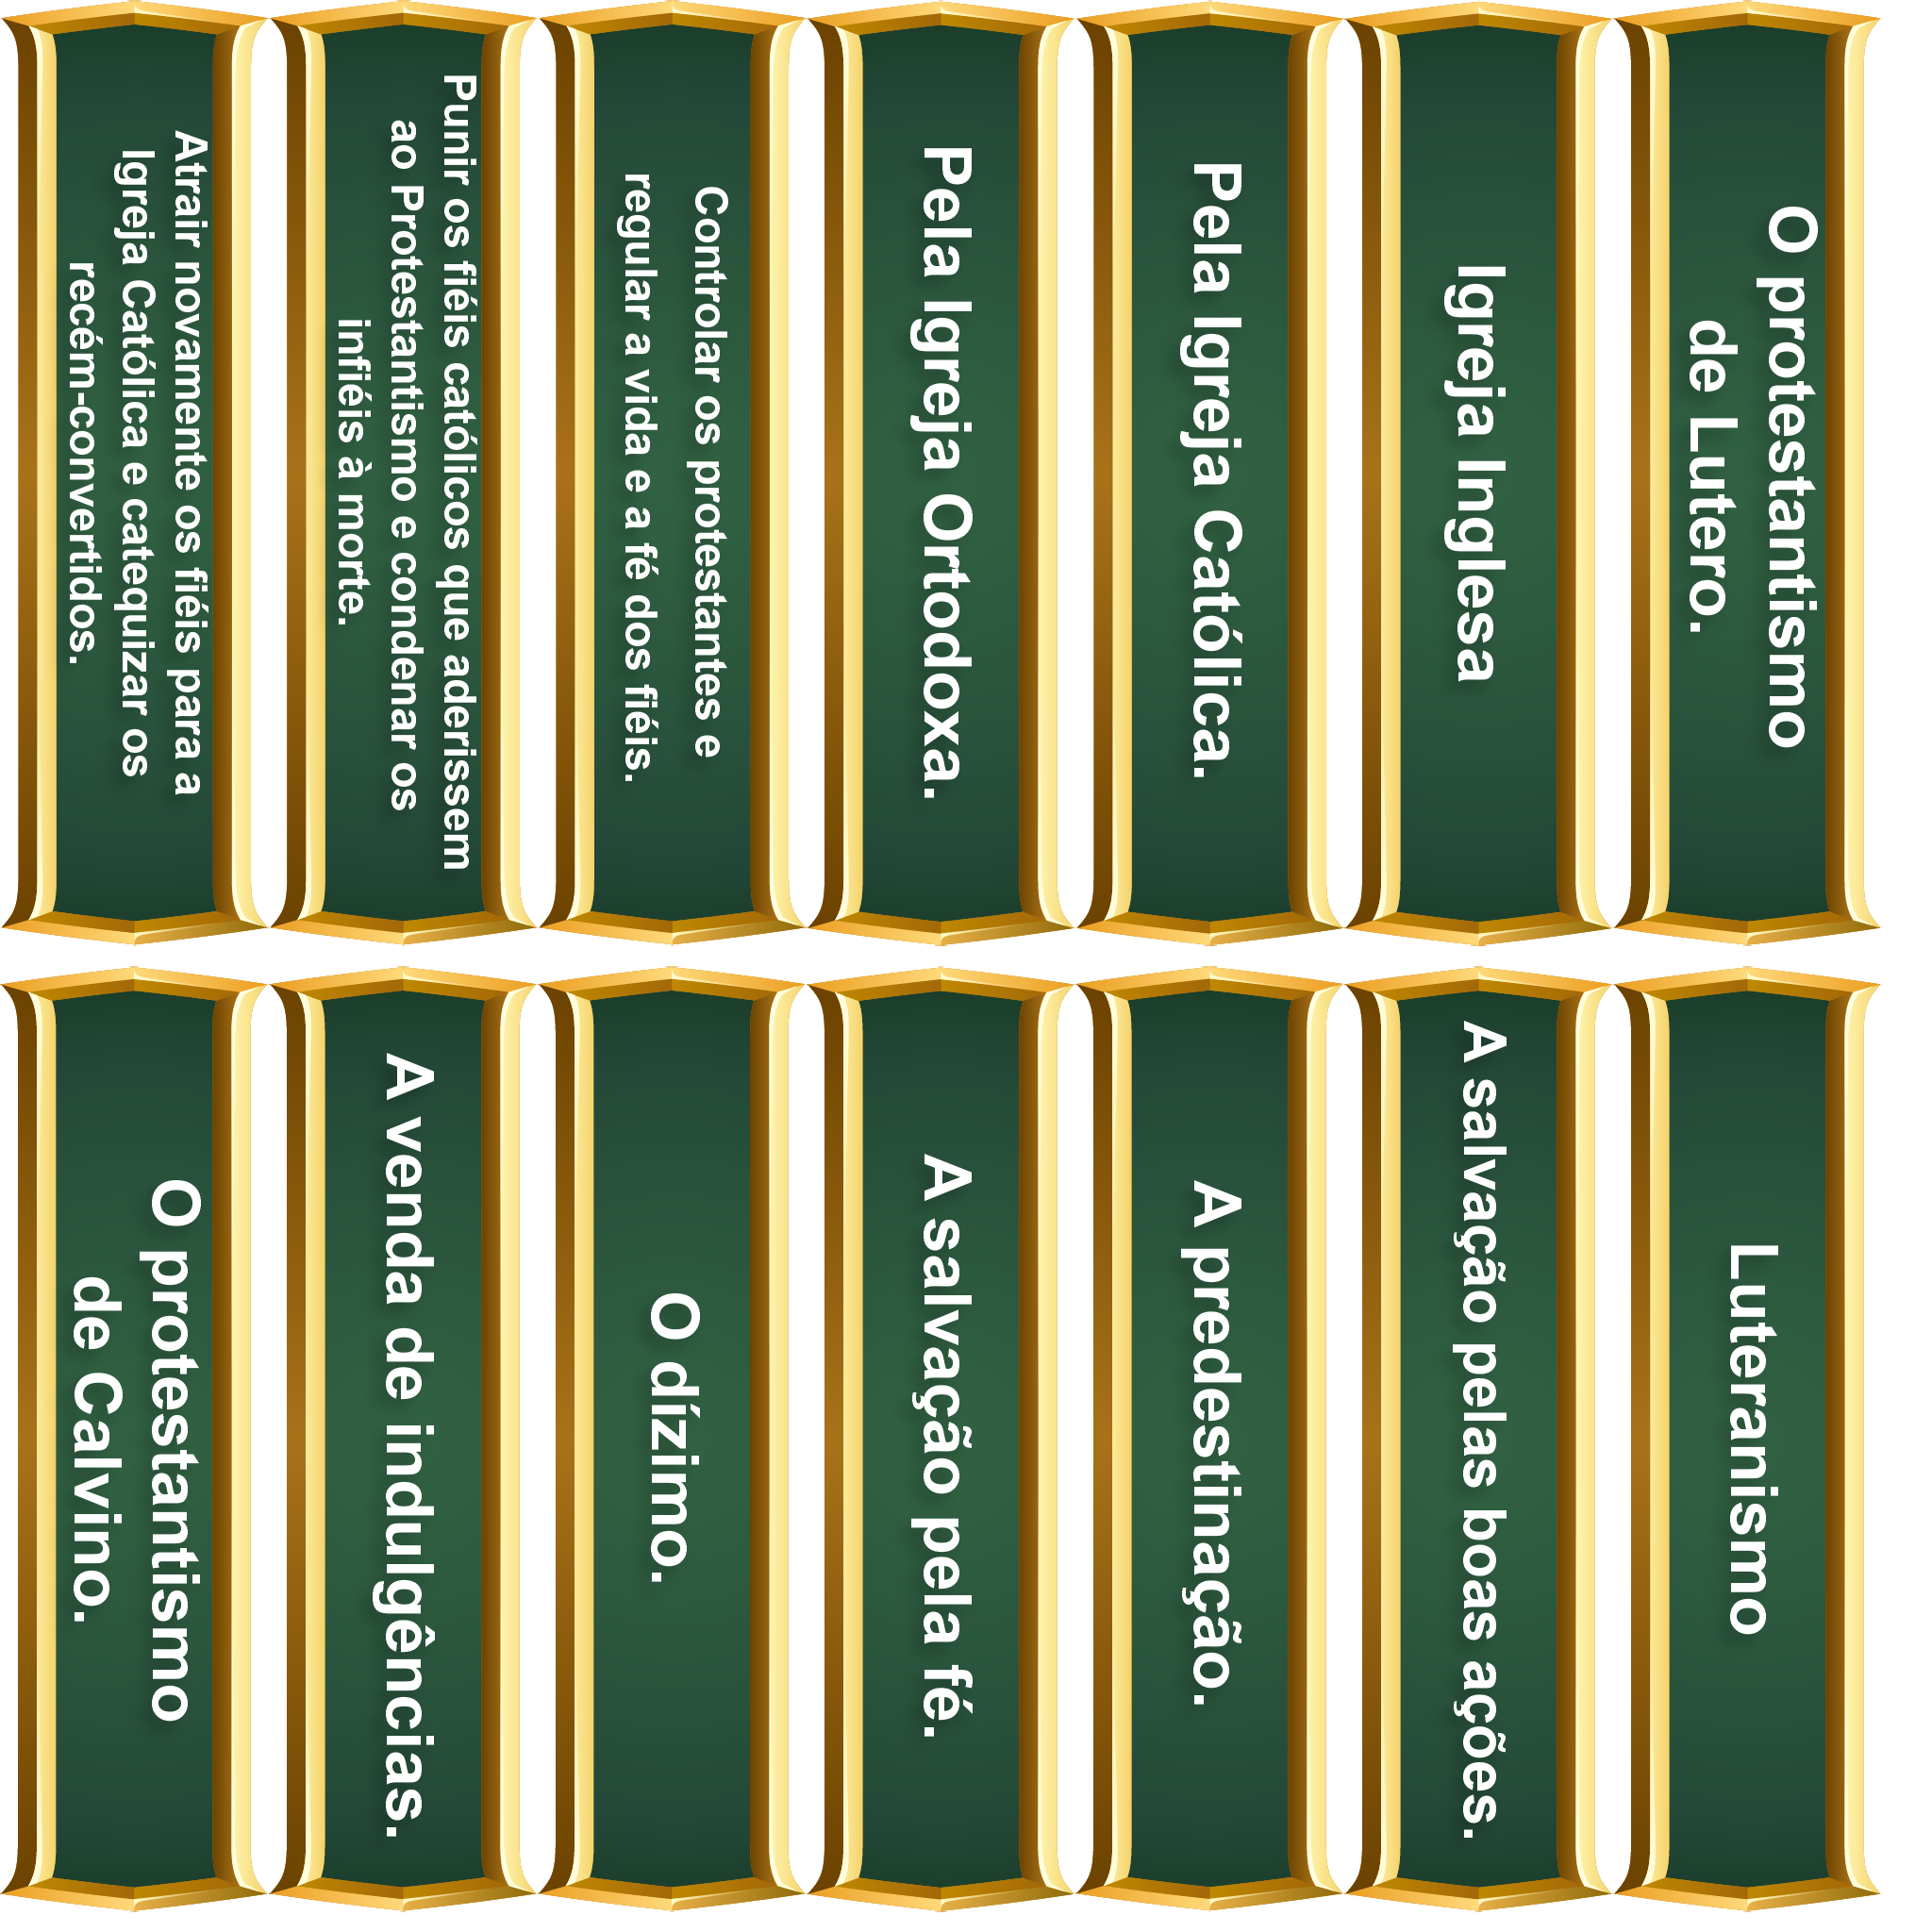 Atrair novamente os fiéis para a
Igreja Católica e catequizar os
recém-convertidos.
Punir os fiéis católicos que aderissem
ao Protestantismo e condenar os
infiéis à morte.
Controlar os protestantes e
regular a vida e a fé dos fiéis.
Pela Igreja Ortodoxa.
Pela Igreja Católica.
Igreja Inglesa
O protestantismo
de Lutero.
O protestantismo
de Calvino.
A venda de indulgências.
O dízimo.
A salvação pela fé.
A predestinação.
A salvação pelas boas ações.
Luteranismo